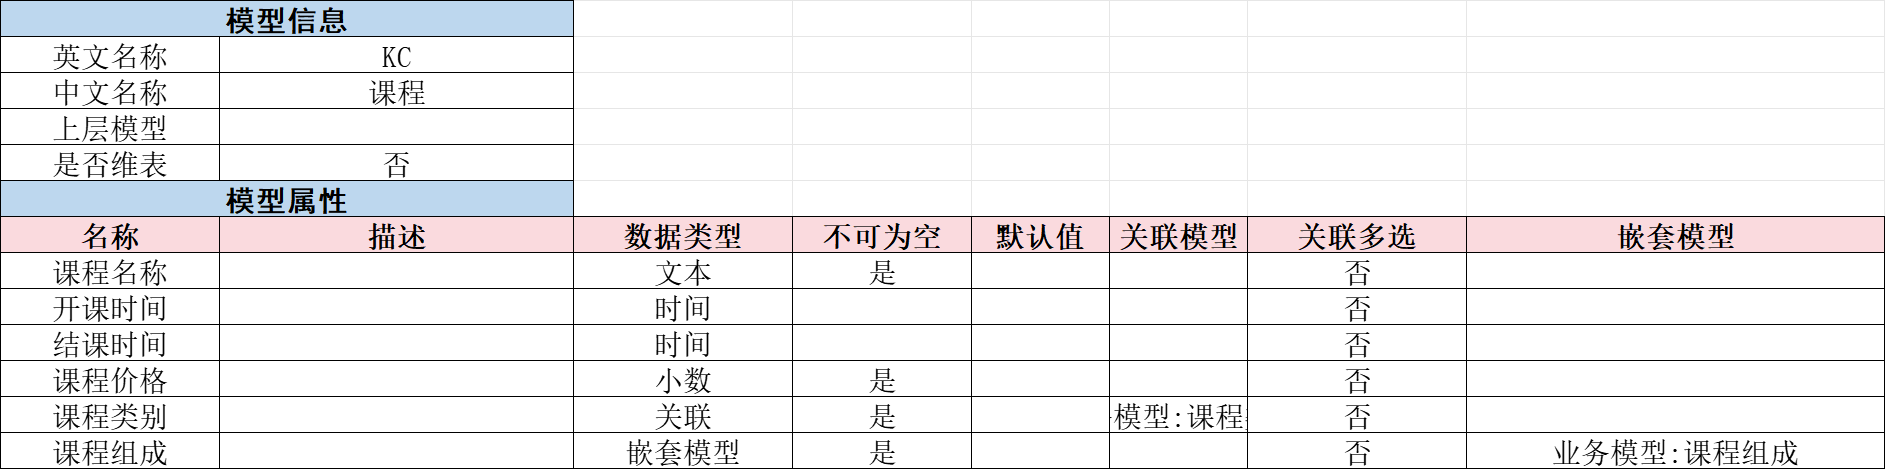 模型信息
英文名称 KC
中文名称 课程
上层模型
是否维表 否
模型属性
名称 描述 数据类型 不可为空 默认值 关联模型 关联多选 嵌套模型
课程名称 文本 是 否
开课时间 时间 否
结课时间 时间 否
课程价格 小数 是 否
课程类别 关联 是 模型:课程 否
课程组成 嵌套模型 是 否 业务模型:课程组成